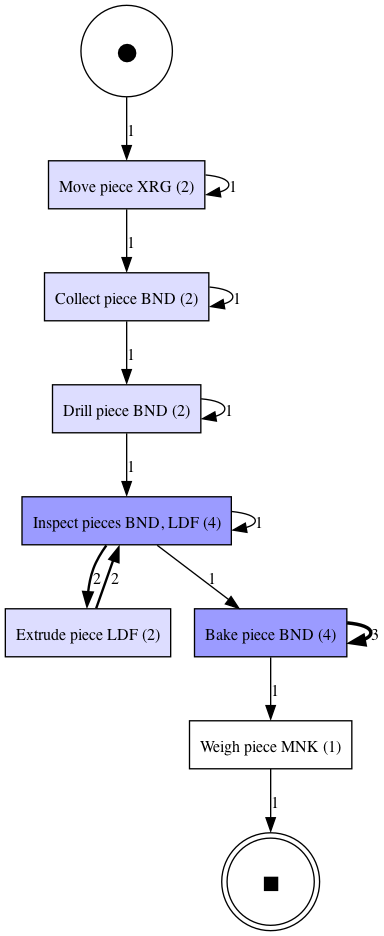 1
Move piece XRG (2)
1
1
Collect piece BND (2)
1
1
Drill piece BND (2)
1
1
Inspect pieces BND, LDF (4)
1
2
2
1
Extrude piece LDF (2)
Bake piece BND (4)
3
1
Weigh piece MNK (1)
1